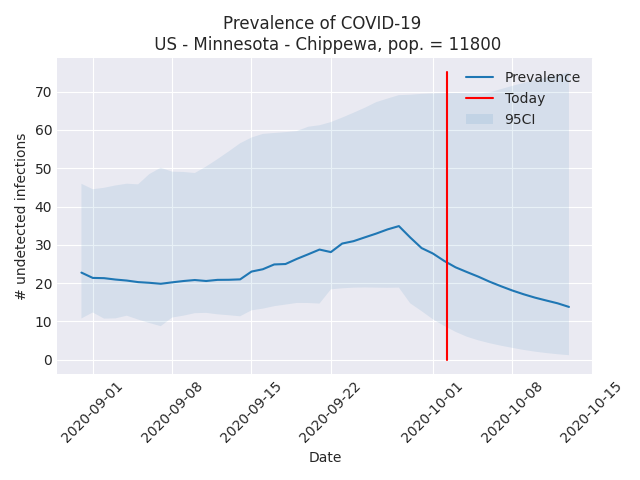 Prevalence of COVID-19
US - Minnesota - Chippewa, pop. = 11800
Prevalence
Today
95CI
70
60
50
40
30
20
10
0
# undetected infections
2020-09-01
2020-09-08
2020-09-15
2020-09-22
2020-10-01
2020-10-08
2020-10-15
Date